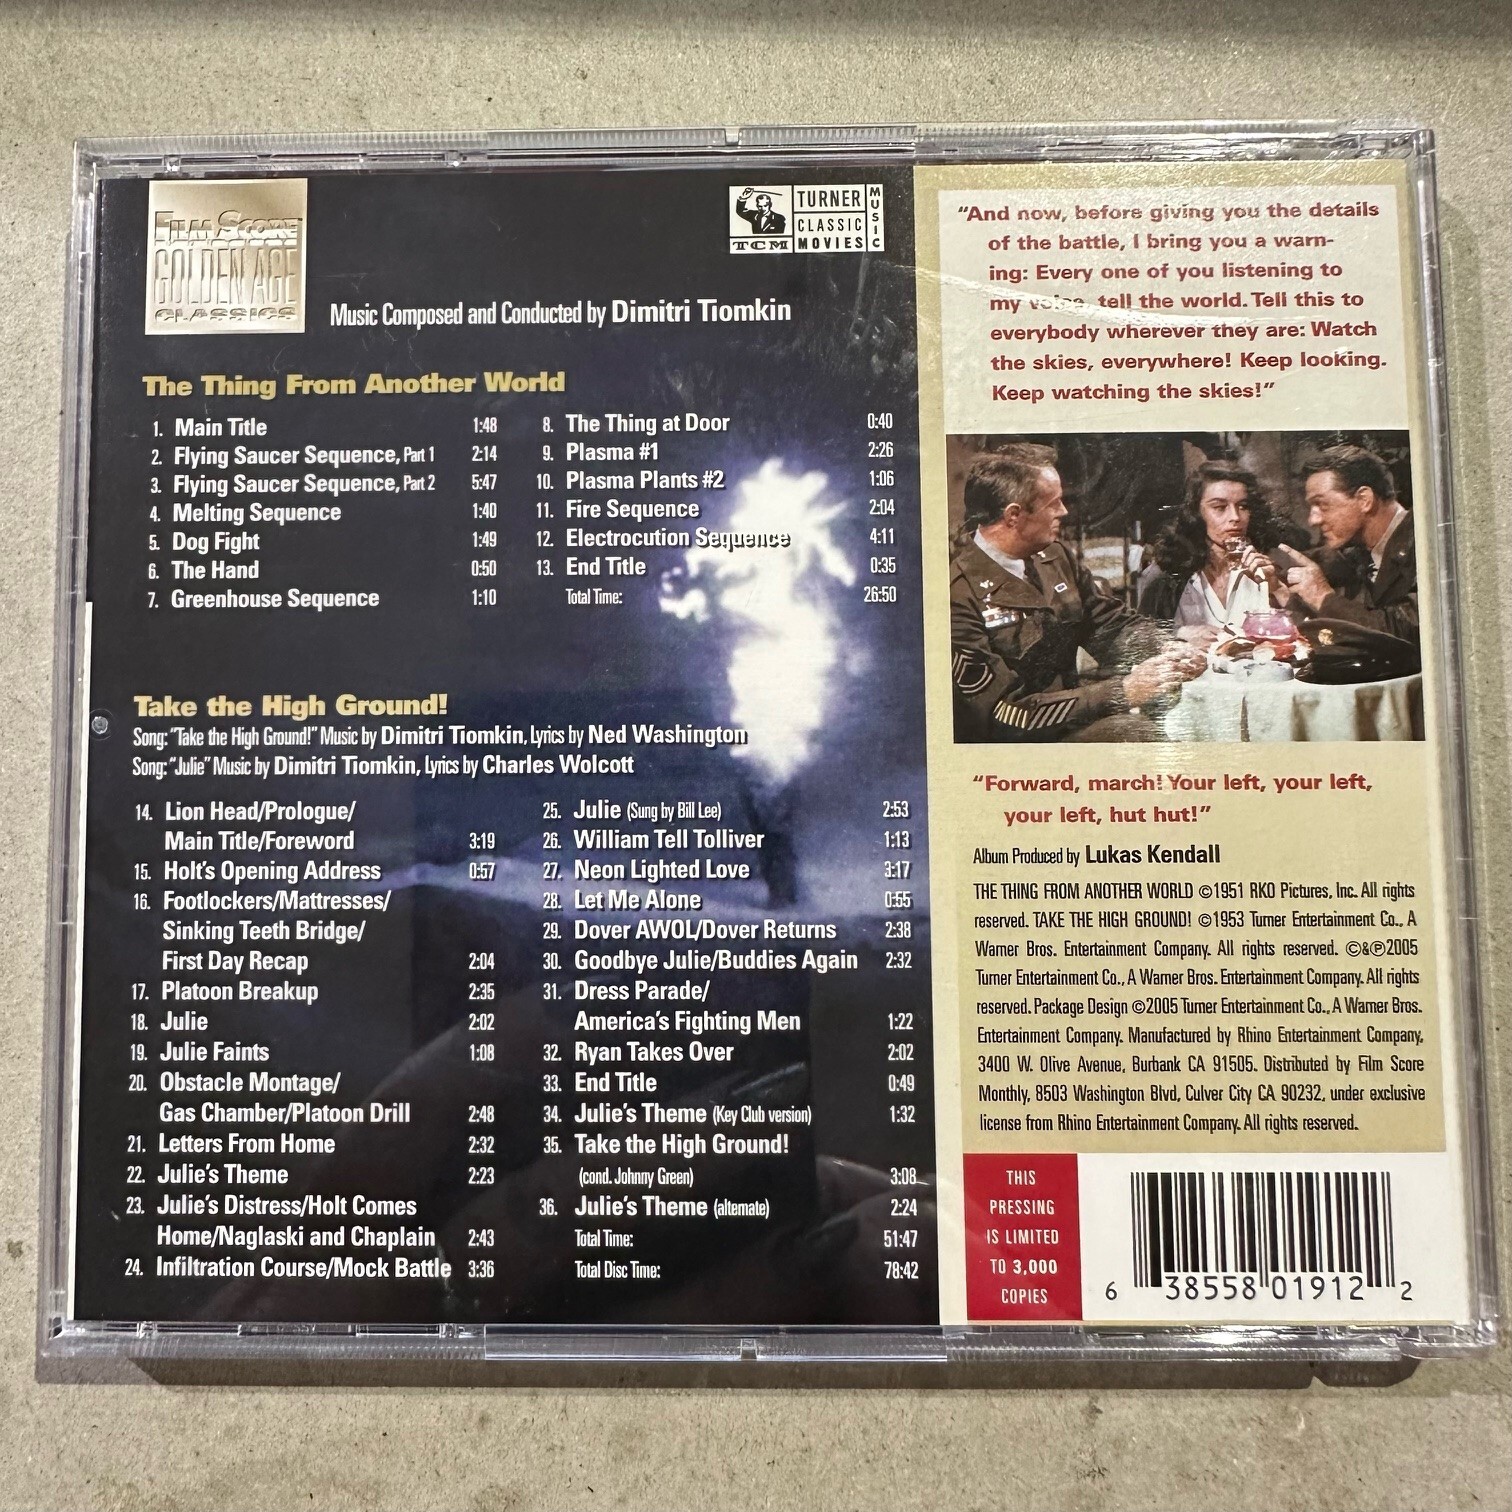 FILM SCORE
GOLDEN AGE
CLASSICS
TCM
TURNER
CLASSIC
MOVIES
MUSIC
Music Composed and Conducted by Dimitri Tiomkin
The Thing From Another World
1. Main Title 1:48
2. Flying Saucer Sequence, Part 1 2:14
3. Flying Saucer Sequence, Part 2 5:47
4. Melting Sequence 1:40
5. Dog Fight 1:49
6. The Hand 0:50
7. Greenhouse Sequence 1:10
8. The Thing at Door 0:40
9. Plasma #1 2:26
10. Plasma Plants #2 1:06
11. Fire Sequence 2:04
12. Electrocution Sequence 4:11
13. End Title 0:35
Total Time: 26:50
Take the High Ground!
Song: "Take the High Ground!" Music by Dimitri Tiomkin, Lyrics by Ned Washington
Song: "Julie" Music by Dimitri Tiomkin, Lyrics by Charles Wolcott
14. Lion Head/Prologue/
Main Title/Foreword 3:19
15. Holt's Opening Address 0:57
16. Footlockers/Mattresses/
Sinking Teeth Bridge/
First Day Recap 2:04
17. Platoon Breakup 2:35
18. Julie 2:02
19. Julie Faints 1:08
20. Obstacle Montage/
Gas Chamber/Platoon Drill 2:48
21. Letters From Home 2:32
22. Julie's Theme 2:23
23. Julie's Distress/Holt Comes
Home/Naglaski and Chaplain 2:43
24. Infiltration Course/Mock Battle 3:36
25. Julie (Sung by Bill Lee) 2:53
26. William Tell Tolliver 1:13
27. Neon Lighted Love 3:17
28. Let Me Alone 0:55
29. Dover AWOL/Dover Returns 2:38
30. Goodbye Julie/Buddies Again 2:32
31. Dress Parade/
America's Fighting Men 1:22
32. Ryan Takes Over 2:02
33. End Title 0:49
34. Julie's Theme (Key Club version) 1:32
35. Take the High Ground!
(cond. Johnny Green) 3:08
36. Julie's Theme (alternate) 2:24
Total Time: 51:47
Total Disc Time: 78:42
"And now, before giving you the details
of the battle, I bring you a warn-
ing: Every one of you listening to
my voice, tell the world. Tell this to
everybody wherever they are: Watch
the skies, everywhere! Keep looking.
Keep watching the skies!"
"Forward, march! Your left, your left,
your left, hut hut!"
Album Produced by Lukas Kendall
THE THING FROM ANOTHER WORLD ©1951 RKO Pictures, Inc. All rights
reserved. TAKE THE HIGH GROUND! ©1953 Turner Entertainment Co., A
Warner Bros. Entertainment Company. All rights reserved. ©&℗2005
Turner Entertainment Co., A Warner Bros. Entertainment Company. All rights
reserved. Package Design ©2005 Turner Entertainment Co., A Warner Bros.
Entertainment Company. Manufactured by Rhino Entertainment Company,
3400 W. Olive Avenue, Burbank CA 91505. Distributed by Film Score
Monthly, 8503 Washington Blvd, Culver City CA 90232, under exclusive
license from Rhino Entertainment Company. All rights reserved.
THIS
PRESSING
IS LIMITED
TO 3,000
COPIES
6 38558 01912 2